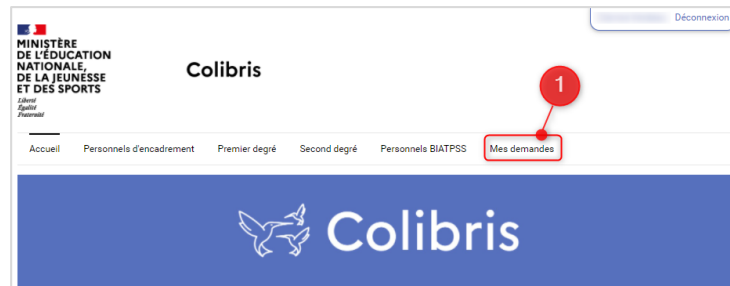 Déconnexion
MINISTÈRE
DE L'ÉDUCATION
NATIONALE,
DE LA JEUNESSE
ET DES SPORTS
Liberté
Égalité
Fraternité
Colibris
1
Accueil Personnels d'encadrement Premier degré Second degré Personnels BIATPSS Mes demandes
Colibris